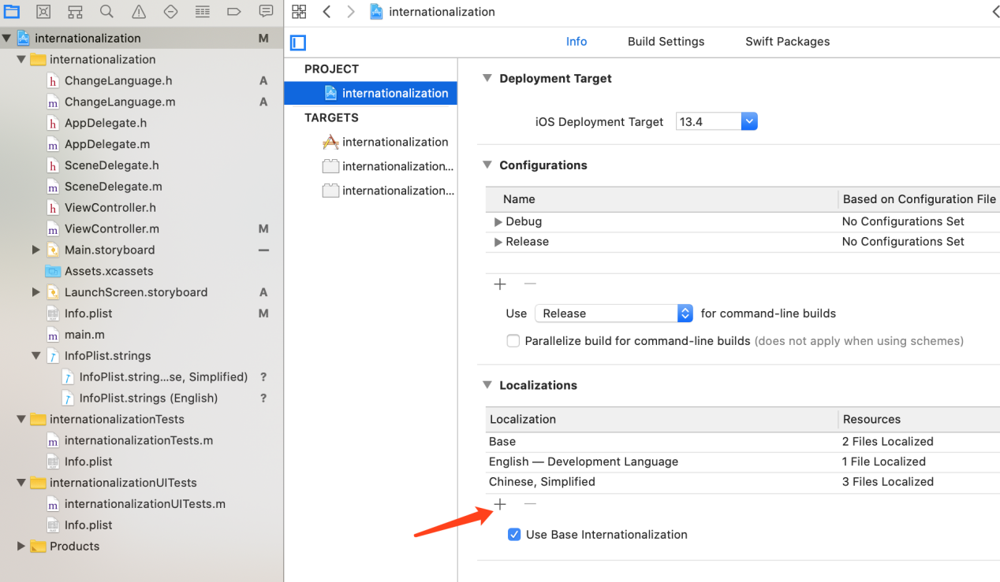 internationalization
internationalization M
internationalization
h ChangeLanguage.h A
m ChangeLanguage.m A
h AppDelegate.h
m AppDelegate.m
h SceneDelegate.h
m SceneDelegate.m
h ViewController.h
m ViewController.m M
Main.storyboard —
Assets.xcassets
LaunchScreen.storyboard A
Info.plist M
m main.m
InfoPlist.strings
InfoPlist.string...se, Simplified) ?
InfoPlist.strings (English) ?
internationalizationTests
m internationalizationTests.m
Info.plist
internationalizationUITests
m internationalizationUITests.m
Info.plist
Products
Info Build Settings Swift Packages
PROJECT
internationalization
TARGETS
internationalization
internationalization...
internationalization...
Deployment Target
iOS Deployment Target 13.4
Configurations
Name Based on Configuration File
Debug No Configurations Set
Release No Configurations Set
+ —
Use Release for command-line builds
Parallelize build for command-line builds (does not apply when using schemes)
Localizations
Localization Resources
Base 2 Files Localized
English — Development Language 1 File Localized
Chinese, Simplified 3 Files Localized
+ —
Use Base Internationalization